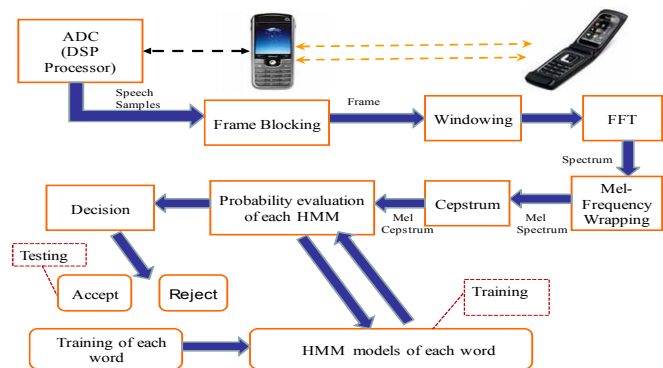 ADC
(DSP
Processor)
Speech
Samples
Frame Blocking
Frame
Windowing
FFT
Spectrum
Mel-
Frequency
Wrapping
Mel
Spectrum
Cepstrum
Mel
Cepstrum
Probability evaluation
of each HMM
Decision
Testing
Accept
Reject
Training
Training of each
word
HMM models of each word